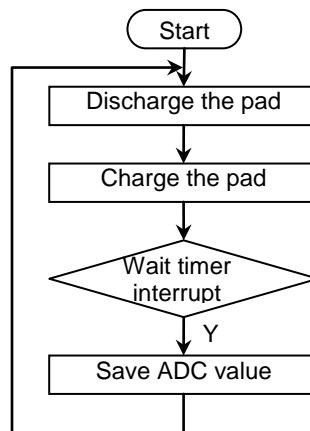 Start
Discharge the pad
Charge the pad
Wait timer
interrupt
Y
Save ADC value